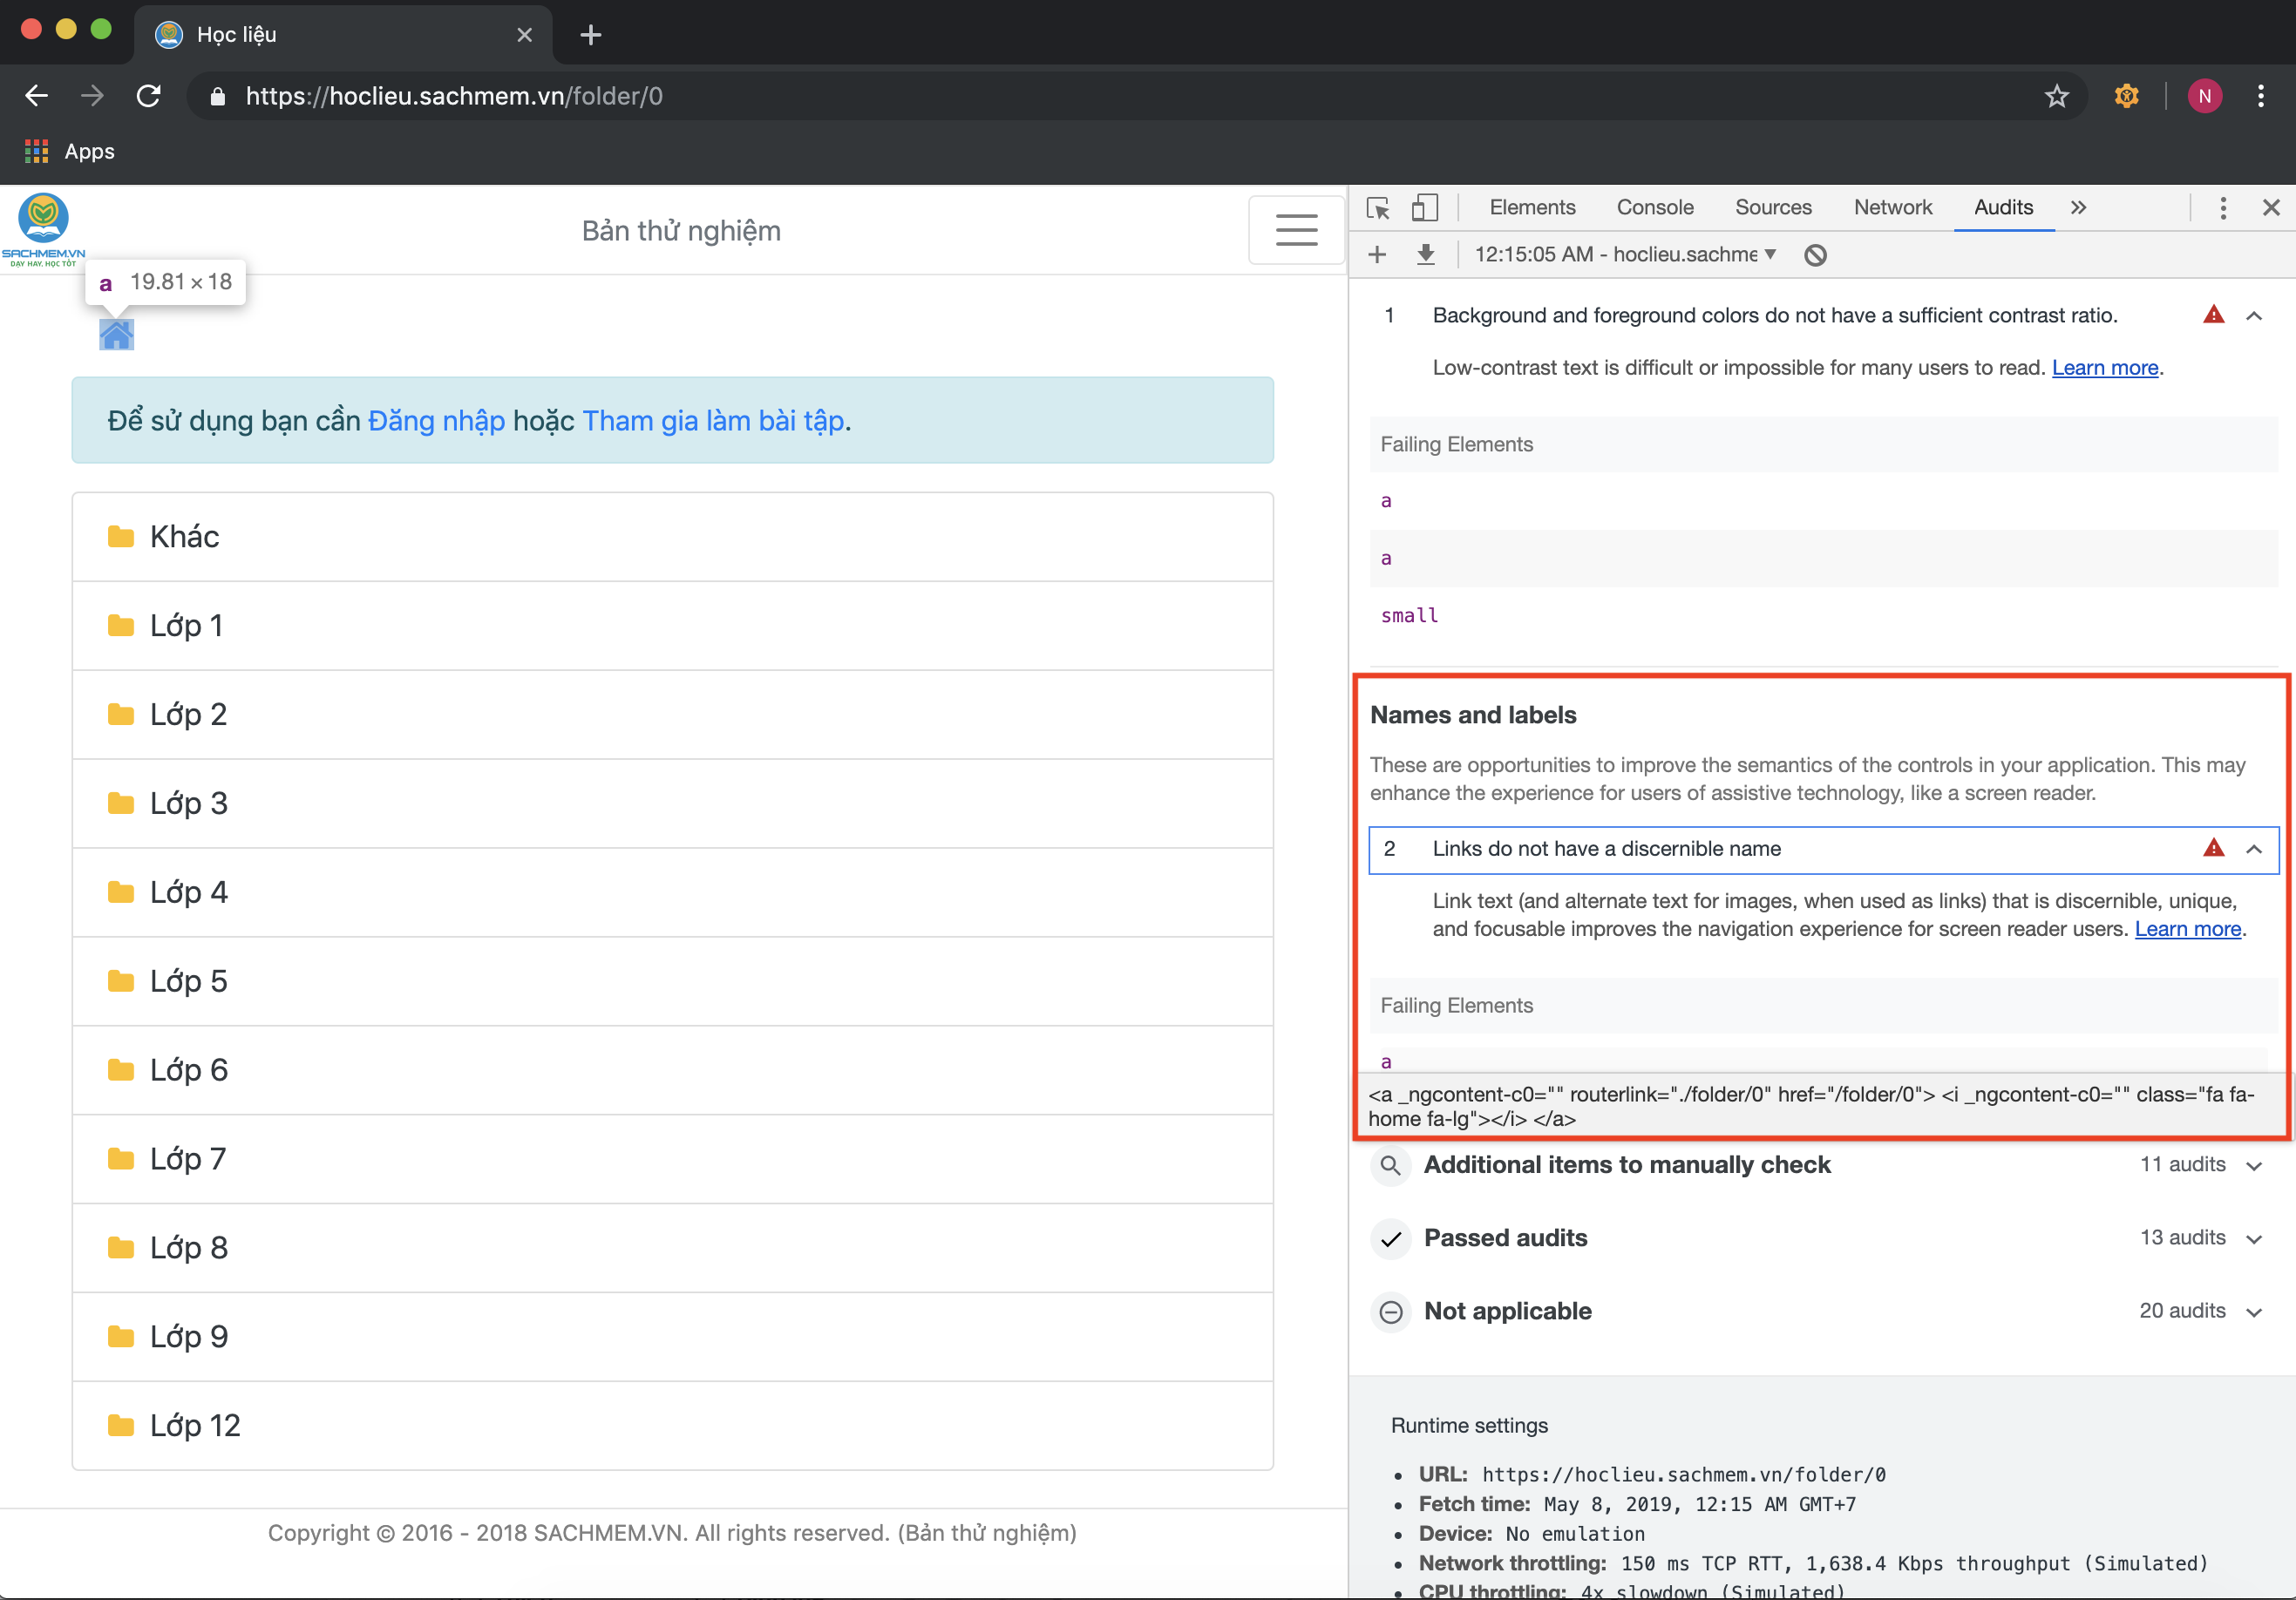 Học liệu
https://hoclieu.sachmem.vn/folder/0
N
Apps
SACHMEM.VN
DẠY HAY, HỌC TỐT
Bản thử nghiệm
a 19.81 × 18
Để sử dụng bạn cần Đăng nhập hoặc Tham gia làm bài tập.
Khác
Lớp 1
Lớp 2
Lớp 3
Lớp 4
Lớp 5
Lớp 6
Lớp 7
Lớp 8
Lớp 9
Lớp 12
Copyright © 2016 - 2018 SACHMEM.VN. All rights reserved. (Bản thử nghiệm)
Elements Console Sources Network Audits
12:15:05 AM - hoclieu.sachme
1 Background and foreground colors do not have a sufficient contrast ratio.
Low-contrast text is difficult or impossible for many users to read. Learn more.
Failing Elements
a
a
small
Names and labels
These are opportunities to improve the semantics of the controls in your application. This may
enhance the experience for users of assistive technology, like a screen reader.
2 Links do not have a discernible name
Link text (and alternate text for images, when used as links) that is discernible, unique,
and focusable improves the navigation experience for screen reader users. Learn more.
Failing Elements
a
<a _ngcontent-c0="" routerlink="./folder/0" href="/folder/0"> <i _ngcontent-c0="" class="fa fa-
home fa-lg"></i> </a>
Additional items to manually check 11 audits
Passed audits 13 audits
Not applicable 20 audits
Runtime settings
URL: https://hoclieu.sachmem.vn/folder/0
Fetch time: May 8, 2019, 12:15 AM GMT+7
Device: No emulation
Network throttling: 150 ms TCP RTT, 1,638.4 Kbps throughput (Simulated)
CPU throttling: 4x slowdown (Simulated)